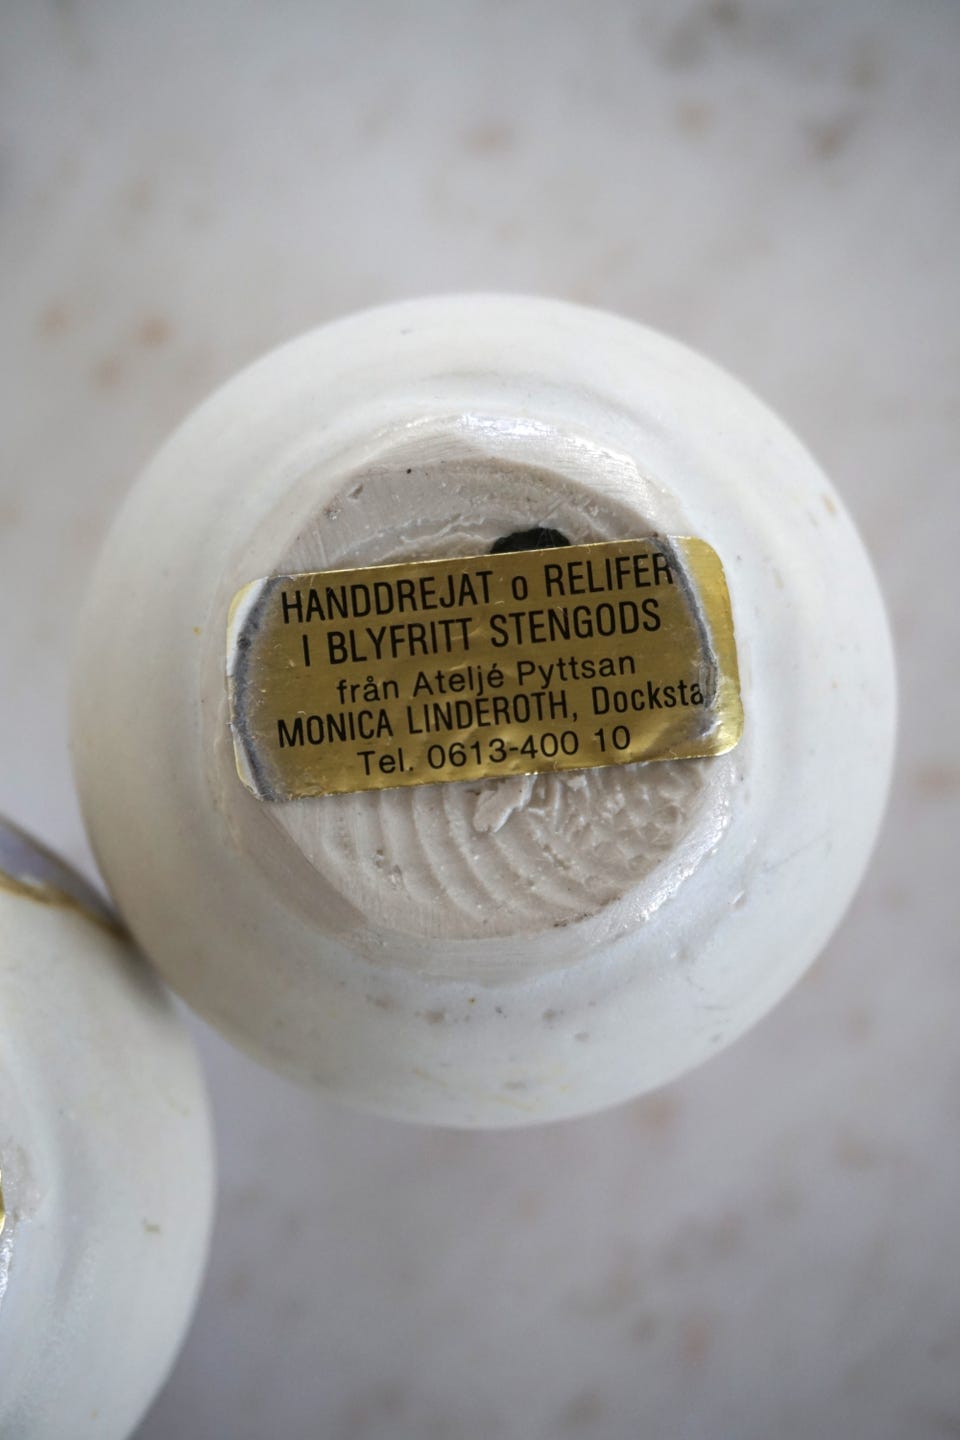 HANDDREJAT o RELIFER
I BLYFRITT STENGODS
från Ateljé Pyttsan
MONICA LINDEROTH, Docksta
Tel. 0613-400 10